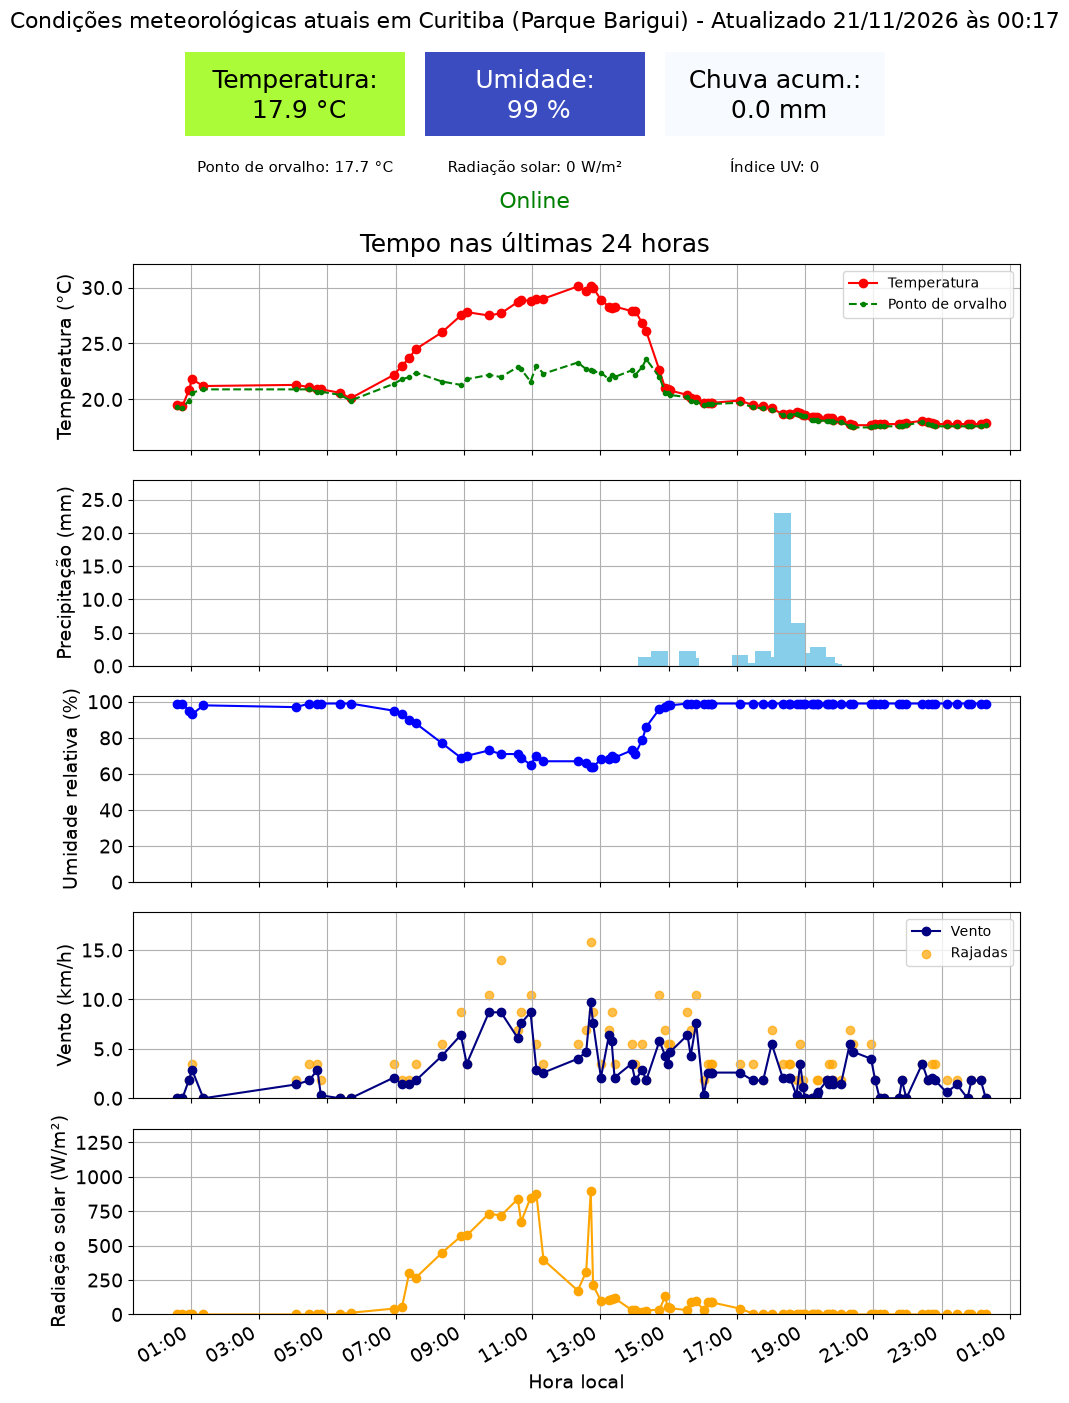 Condições meteorológicas atuais em Curitiba (Parque Barigui) - Atualizado 21/11/2026 às 00:17
Temperatura:
17.9 °C
Umidade:
99 %
Chuva acum.:
0.0 mm
Ponto de orvalho: 17.7 °C
Radiação solar: 0 W/m²
Índice UV: 0
Online
Tempo nas últimas 24 horas
Temperatura (°C)
30.0
25.0
20.0
Temperatura
Ponto de orvalho
Precipitação (mm)
25.0
20.0
15.0
10.0
5.0
0.0
Umidade relativa (%)
100
80
60
40
20
0
Vento (km/h)
15.0
10.0
5.0
0.0
Vento
Rajadas
Radiação solar (W/m²)
1250
1000
750
500
250
0
01:00
03:00
05:00
07:00
09:00
11:00
13:00
15:00
17:00
19:00
21:00
23:00
01:00
Hora local